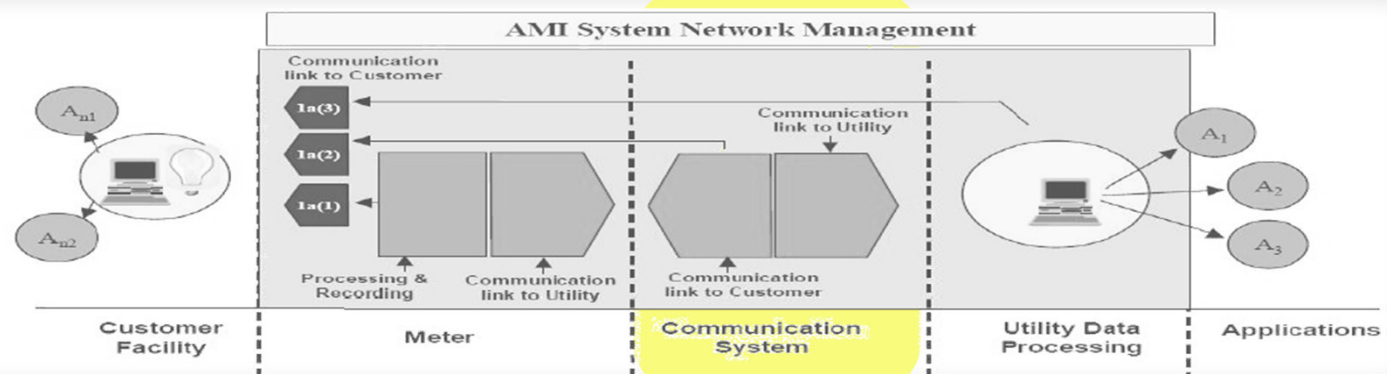 AMI System Network Management
Communication
link to Customer
1a(3)
1a(2)
1a(1)
An1
An2
Communication
link to Utility
A1
A2
A3
Processing &
Recording
Communication
link to Utility
Communication
link to Customer
Customer
Facility
Meter
Communication
System
Utility Data
Processing
Applications